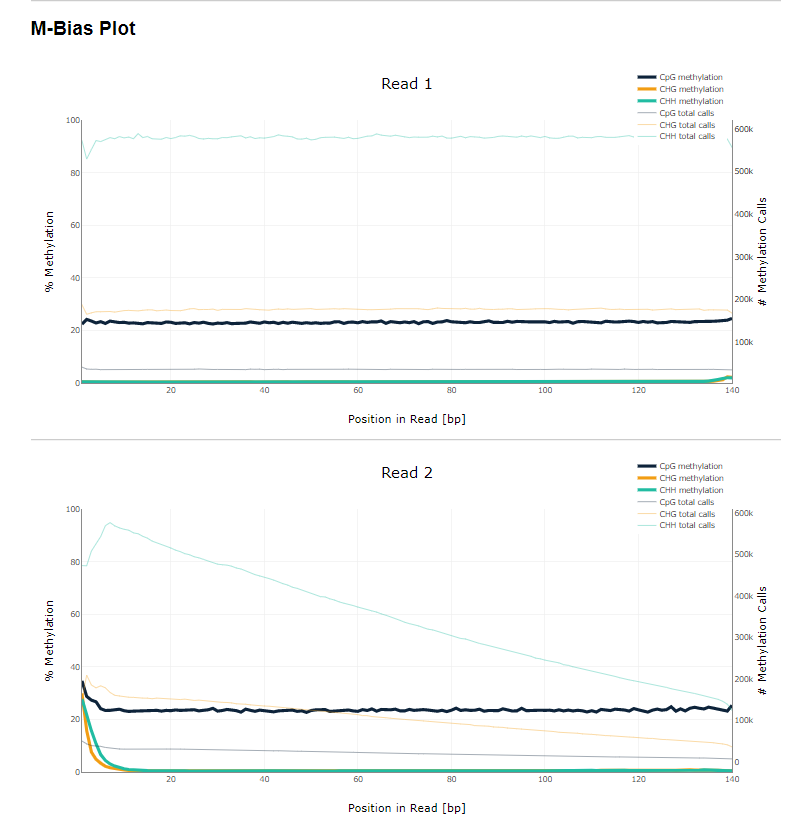 M-Bias Plot
Read 1
CpG methylation
CHG methylation
CHH methylation
CpG total calls
CHG total calls
CHH total calls
100
80
60
40
20
0
600k
500k
400k
300k
200k
100k
% Methylation
# Methylation Calls
20 40 60 80 100 120 140
Position in Read [bp]
Read 2
CpG methylation
CHG methylation
CHH methylation
CpG total calls
CHG total calls
CHH total calls
100
80
60
40
20
0
600k
500k
400k
300k
200k
100k
0
% Methylation
# Methylation Calls
20 40 60 80 100 120 140
Position in Read [bp]